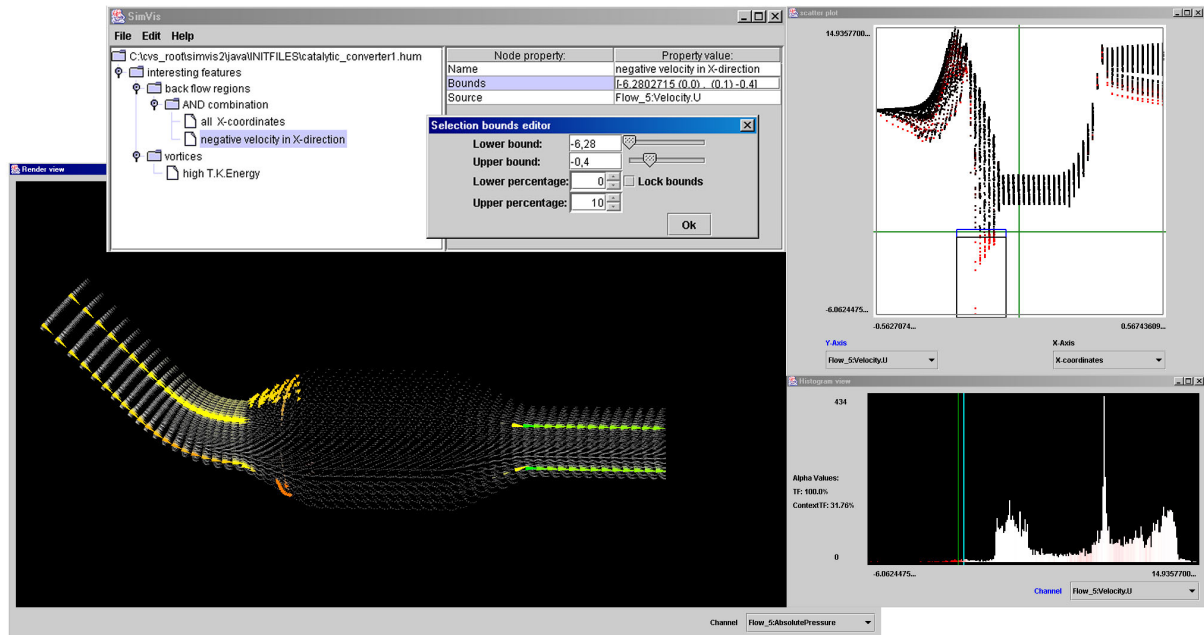 SimVis
File Edit Help
C:\cvs_root\simvis2\java\INITFILES\catalytic_converter1.hum
interesting features
back flow regions
AND combination
all X-coordinates
negative velocity in X-direction
vortices
high T.K.Energy
Node property: Property value:
Name negative velocity in X-direction
Bounds [-6.2802715 (0.0) , (0.1) -0.4]
Source Flow_5:Velocity.U
Selection bounds editor
Lower bound: -6,28
Upper bound: -0,4
Lower percentage: 0 Lock bounds
Upper percentage: 10
Ok
Render view
Channel Flow_5:AbsolutePressure
scatter plot
14.9357700...
-6.0624475...
-0.5627074... 0.56743609...
Y-Axis X-Axis
Flow_5:Velocity.U X-coordinates
Histogram view
434
Alpha Values:
TF: 100.0%
ContextTF: 31.76%
0
-6.0624475... 14.9357700...
Channel Flow_5:Velocity.U